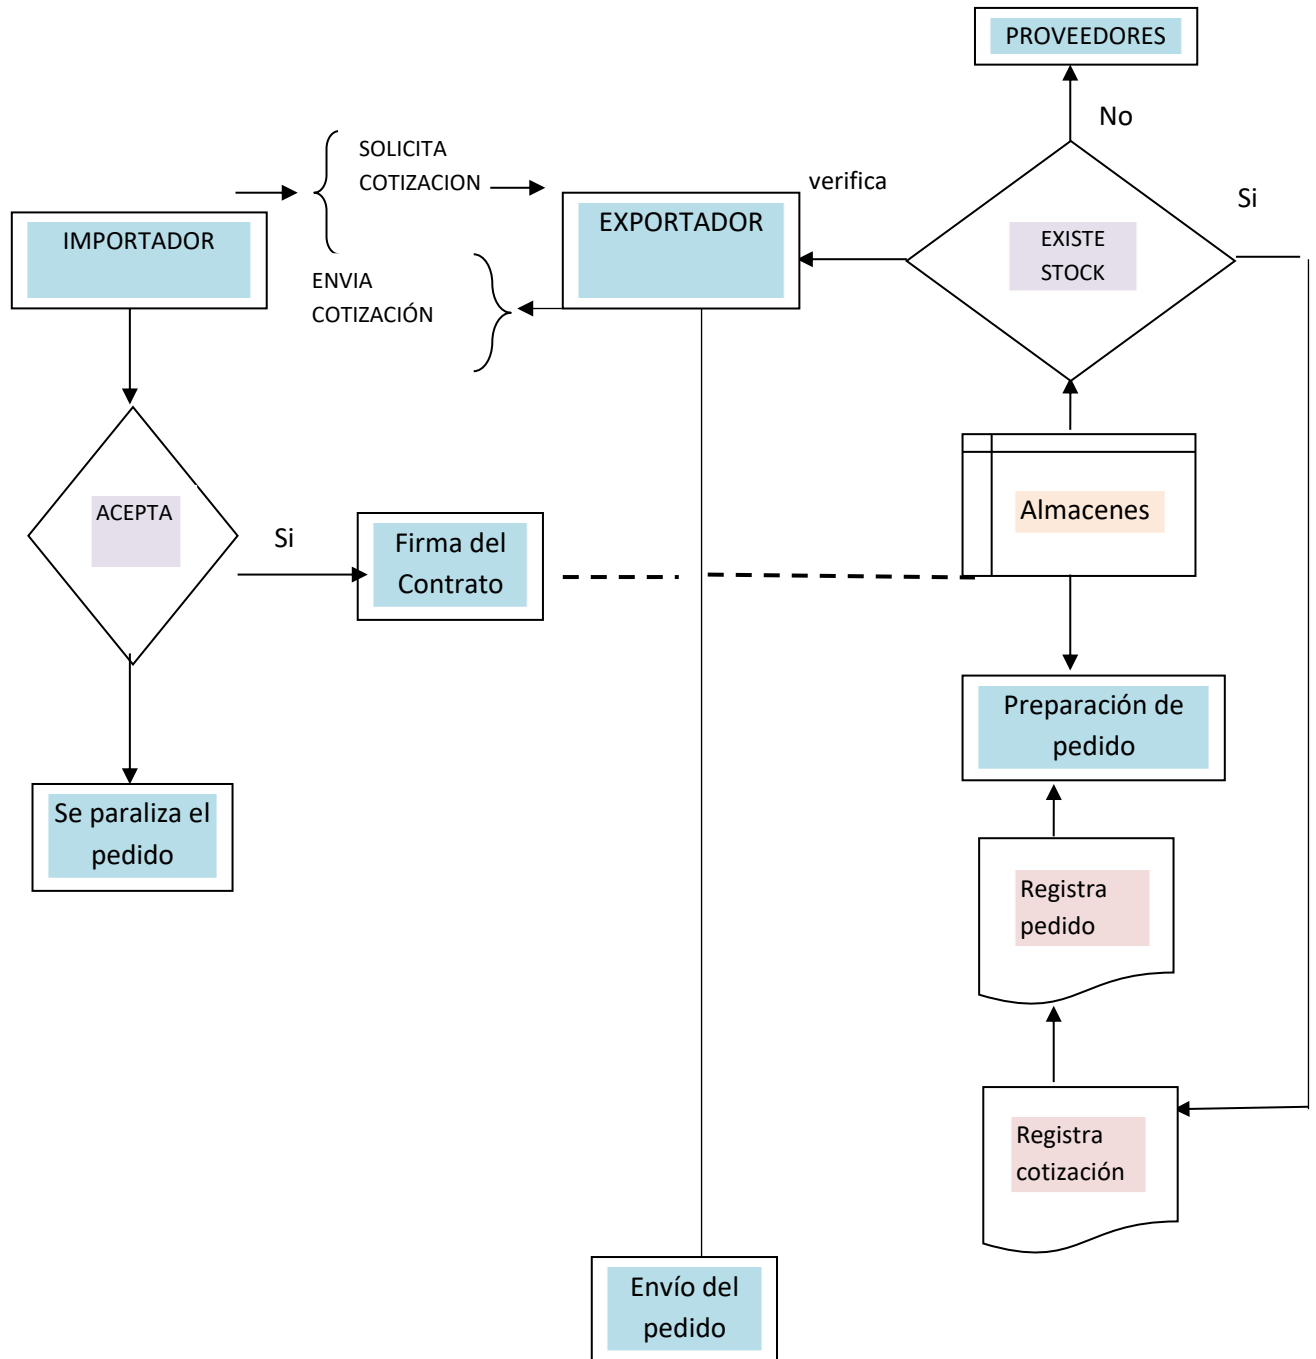 PROVEEDORES
No
SOLICITA
COTIZACION
verifica
Si
IMPORTADOR
EXPORTADOR
EXISTE
STOCK
ENVIA
COTIZACIÓN
ACEPTA
Si
Firma del
Contrato
Almacenes
Preparación de
pedido
Se paraliza el
pedido
Registra
pedido
Registra
cotización
Envío del
pedido